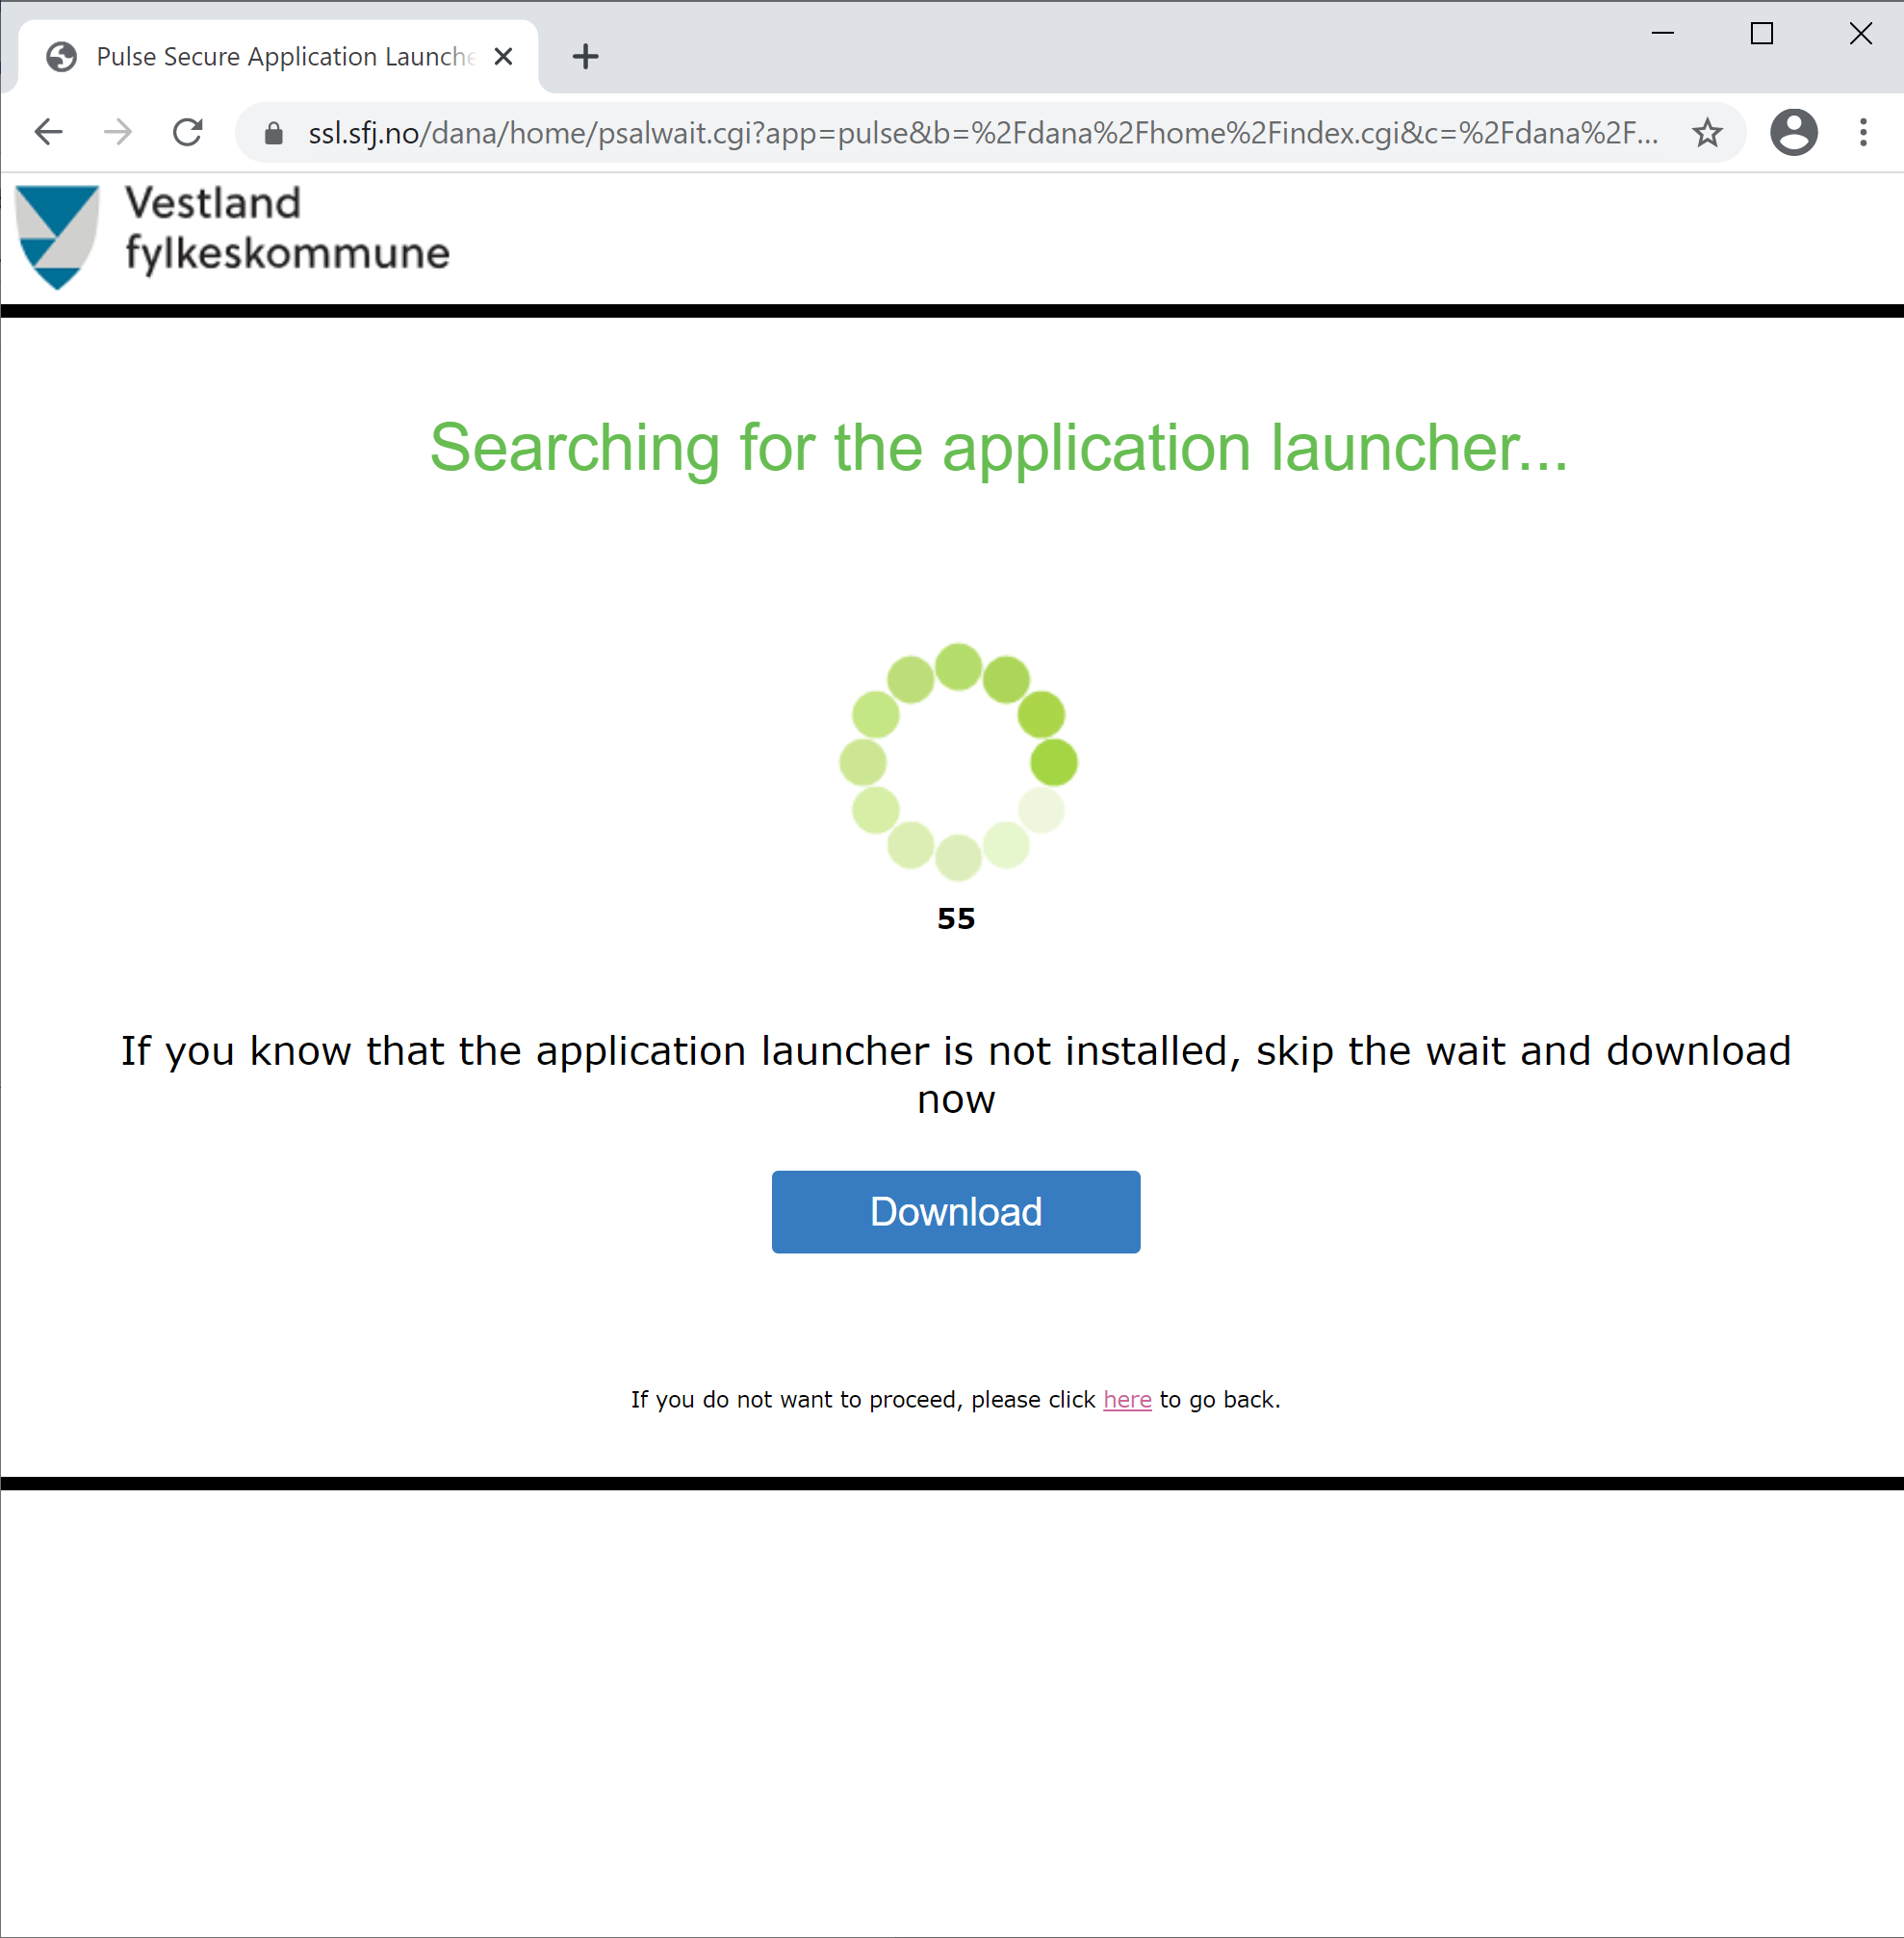 Pulse Secure Application Launche
ssl.sfj.no/dana/home/psalwait.cgi?app=pulse&b=%2Fdana%2Fhome%2Findex.cgi&c=%2Fdana%2F...
Vestland
fylkeskommune
Searching for the application launcher...
55
If you know that the application launcher is not installed, skip the wait and download
now
Download
If you do not want to proceed, please click here to go back.